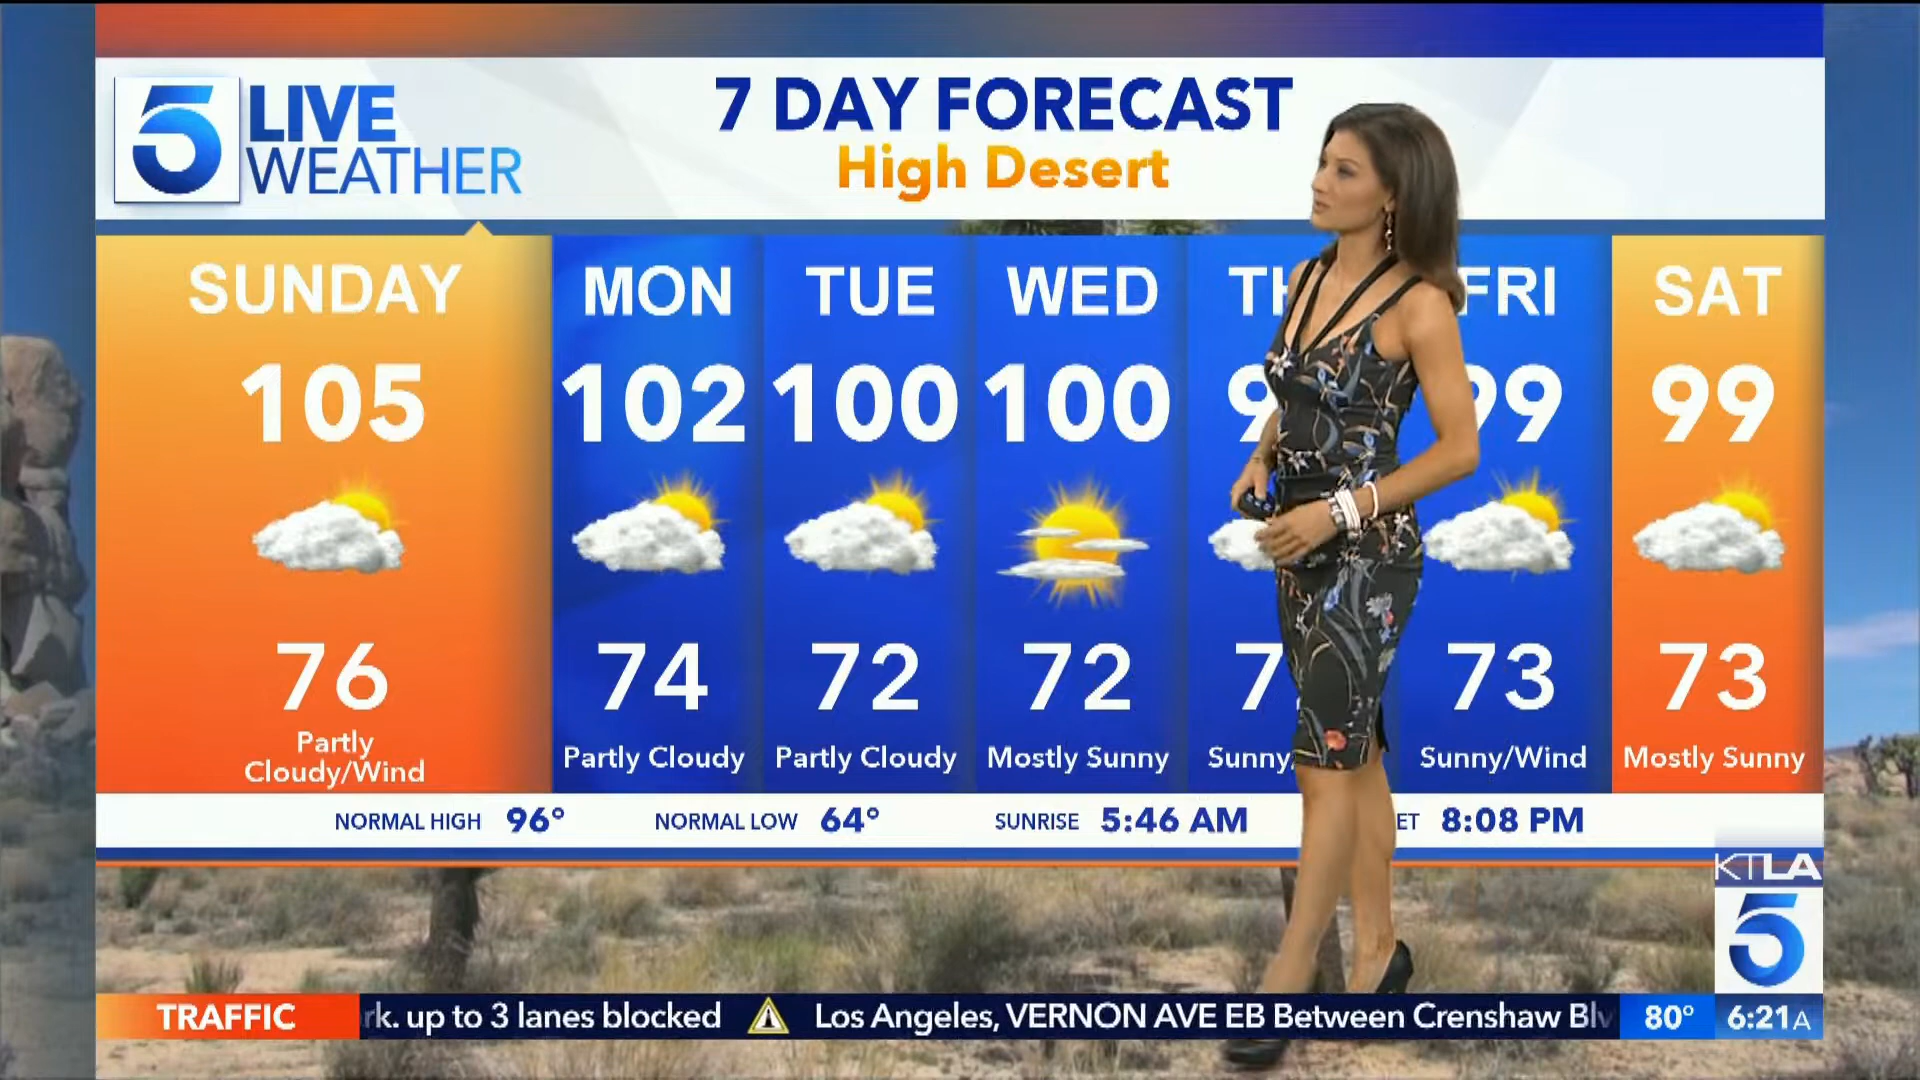 5 LIVE
WEATHER
7 DAY FORECAST
High Desert
SUNDAY
105
76
Partly
Cloudy/Wind
MON
102
74
Partly Cloudy
TUE
100
72
Partly Cloudy
WED
100
72
Mostly Sunny
TH
9
7
Sunny/
FRI
99
73
Sunny/Wind
SAT
99
73
Mostly Sunny
NORMAL HIGH 96° NORMAL LOW 64° SUNRISE 5:46 AM ET 8:08 PM
KTLA
5
TRAFFIC rk. up to 3 lanes blocked Los Angeles, VERNON AVE EB Between Crenshaw Blv 80° 6:21A